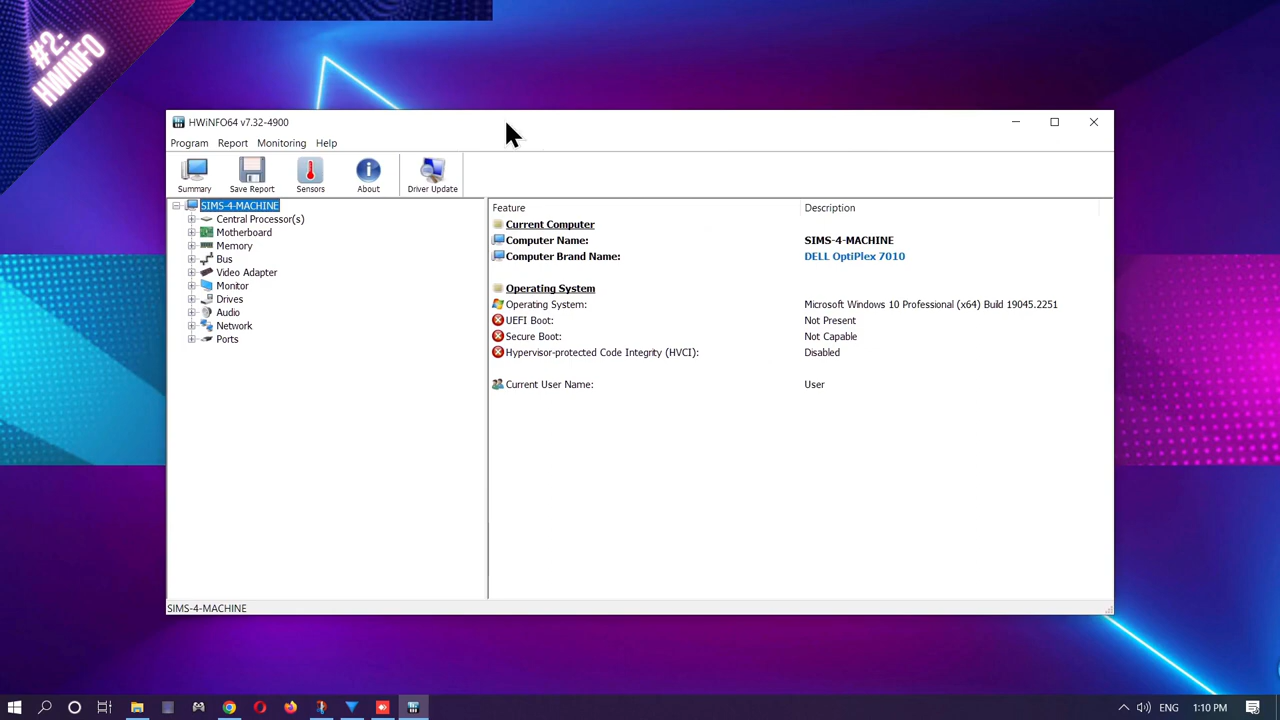 #2:
HWINFO
HWiNFO64 v7.32-4900
Program Report Monitoring Help
Summary Save Report Sensors About Driver Update
SIMS-4-MACHINE
Central Processor(s)
Motherboard
Memory
Bus
Video Adapter
Monitor
Drives
Audio
Network
Ports
Feature Description
Current Computer
Computer Name: SIMS-4-MACHINE
Computer Brand Name: DELL OptiPlex 7010
Operating System
Operating System: Microsoft Windows 10 Professional (x64) Build 19045.2251
UEFI Boot: Not Present
Secure Boot: Not Capable
Hypervisor-protected Code Integrity (HVCI): Disabled
Current User Name: User
SIMS-4-MACHINE
ENG 1:10 PM